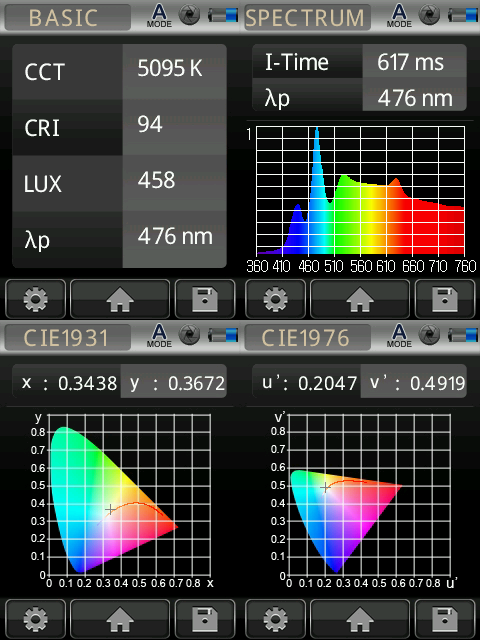 BASIC
A
MODE
CCT 5095 K
CRI 94
LUX 458
λp 476 nm
SPECTRUM
A
MODE
I-Time 617 ms
λp 476 nm
1
360 410 460 510 560 610 660 710 760
CIE1931
A
MODE
x : 0.3438 y : 0.3672
y
0.8
0.7
0.6
0.5
0.4
0.3
0.2
0.1
0
0 0.1 0.2 0.3 0.4 0.5 0.6 0.7 0.8 x
CIE1976
A
MODE
u' : 0.2047 v' : 0.4919
v'
0.8
0.7
0.6
0.5
0.4
0.3
0.2
0.1
0
0 0.1 0.2 0.3 0.4 0.5 0.6 0.7 0.8 u'